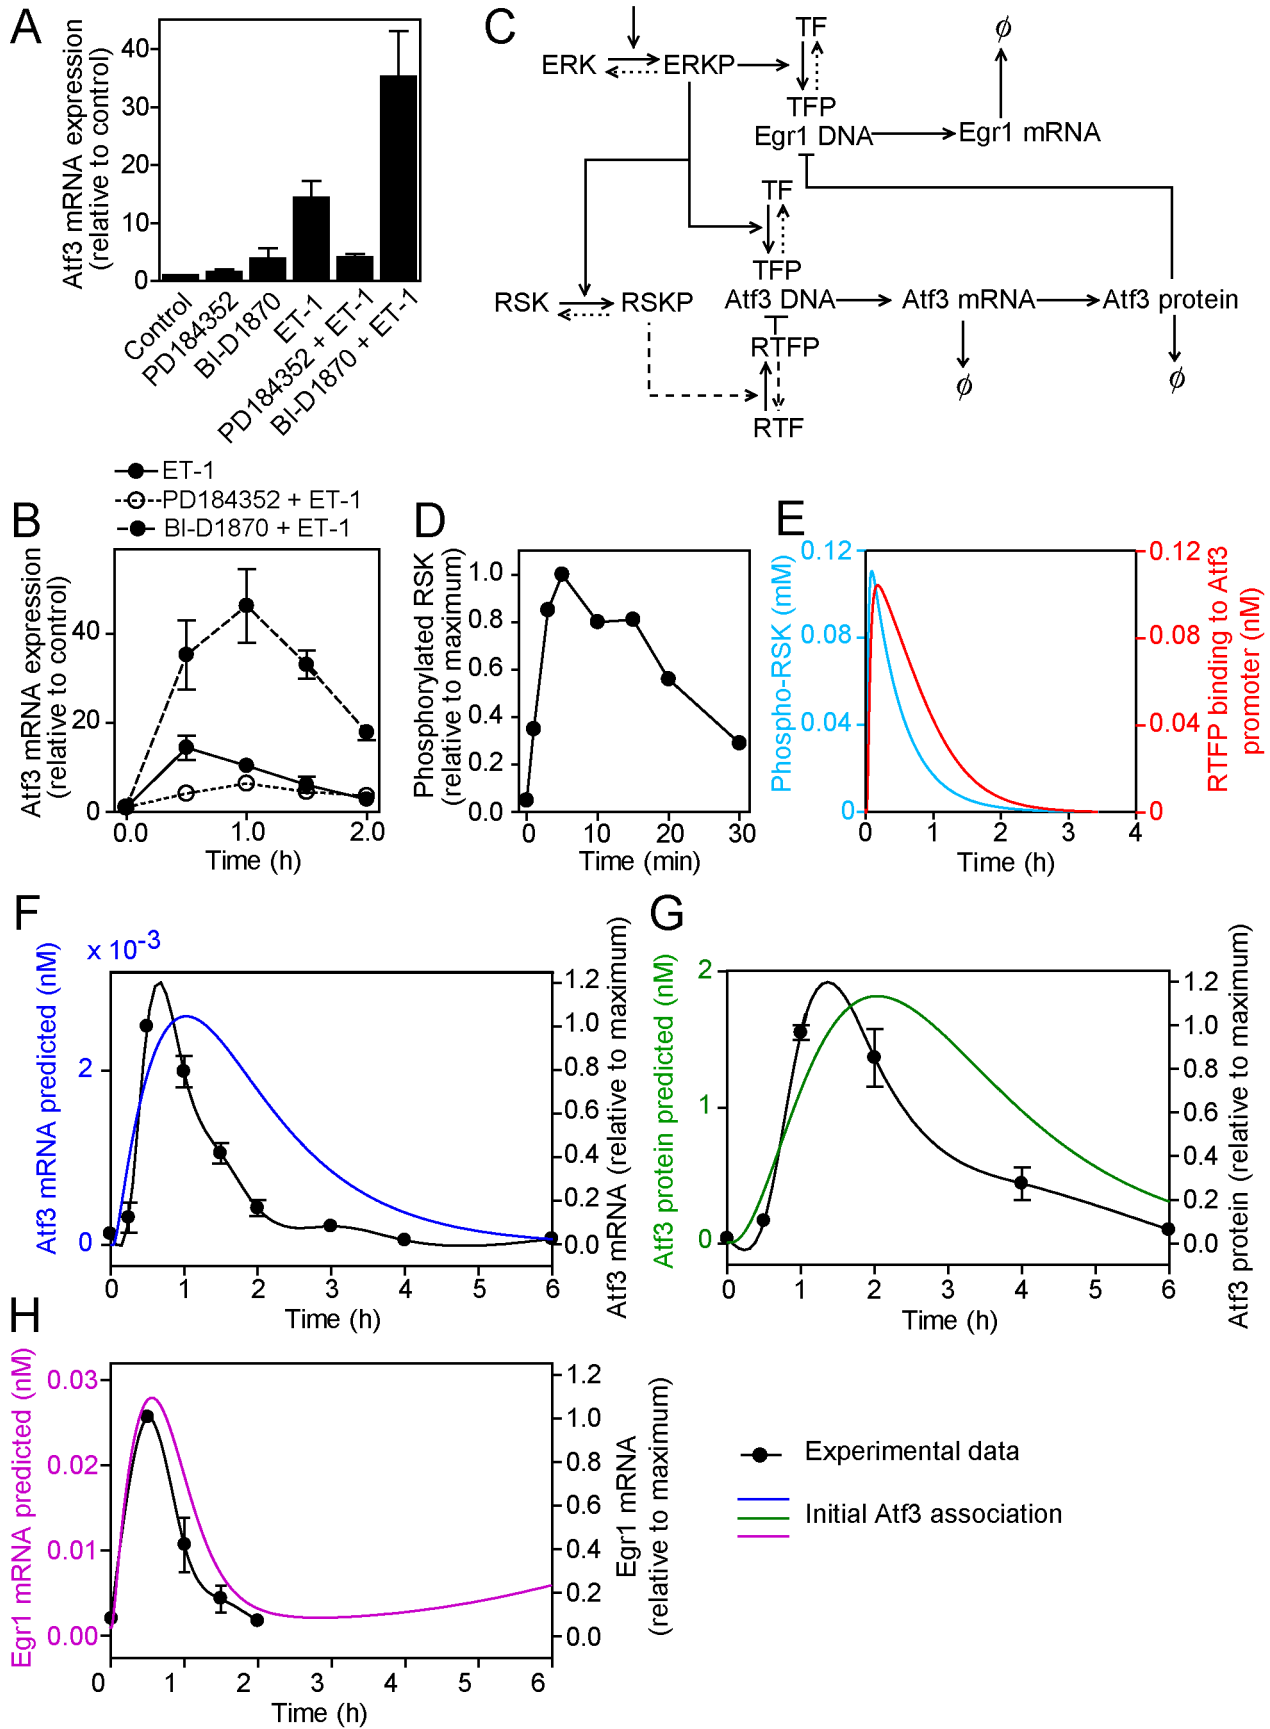 A
Atf3 mRNA expression
(relative to control)
40
30
20
10
0
Control
PD184352
BI-D1870
ET-1
PD184352 + ET-1
BI-D1870 + ET-1
C
ERK
ERKP
TF
TFP
Egr1 DNA
Egr1 mRNA
ϕ
TF
TFP
RSK
RSKP
Atf3 DNA
Atf3 mRNA
Atf3 protein
RTFP
RTF
ϕ
ϕ
ET-1
PD184352 + ET-1
BI-D1870 + ET-1
B
Atf3 mRNA expression
(relative to control)
40
20
0
0.0
1.0
2.0
Time (h)
D
Phosphorylated RSK
(relative to maximum)
1.0
0.8
0.6
0.4
0.2
0.0
0
10
20
30
Time (min)
E
Phospho-RSK (mM)
0.12
0.08
0.04
0
RTFP binding to Atf3
promoter (nM)
0.12
0.08
0.04
0
0
1
2
3
4
Time (h)
F
Atf3 mRNA predicted (nM)
x 10-3
2
0
Atf3 mRNA (relative to maximum)
1.2
1.0
0.8
0.6
0.4
0.2
0.0
0
1
2
3
4
5
6
Time (h)
G
Atf3 protein predicted (nM)
2
1
0
Atf3 protein (relative to maximum)
1.2
1.0
0.8
0.6
0.4
0.2
0.0
0
1
2
3
4
5
6
Time (h)
H
Egr1 mRNA predicted (nM)
0.03
0.02
0.01
0.00
Egr1 mRNA
(relative to maximum)
1.2
1.0
0.8
0.6
0.4
0.2
0.0
0
1
2
3
4
5
6
Time (h)
Experimental data
Initial Atf3 association